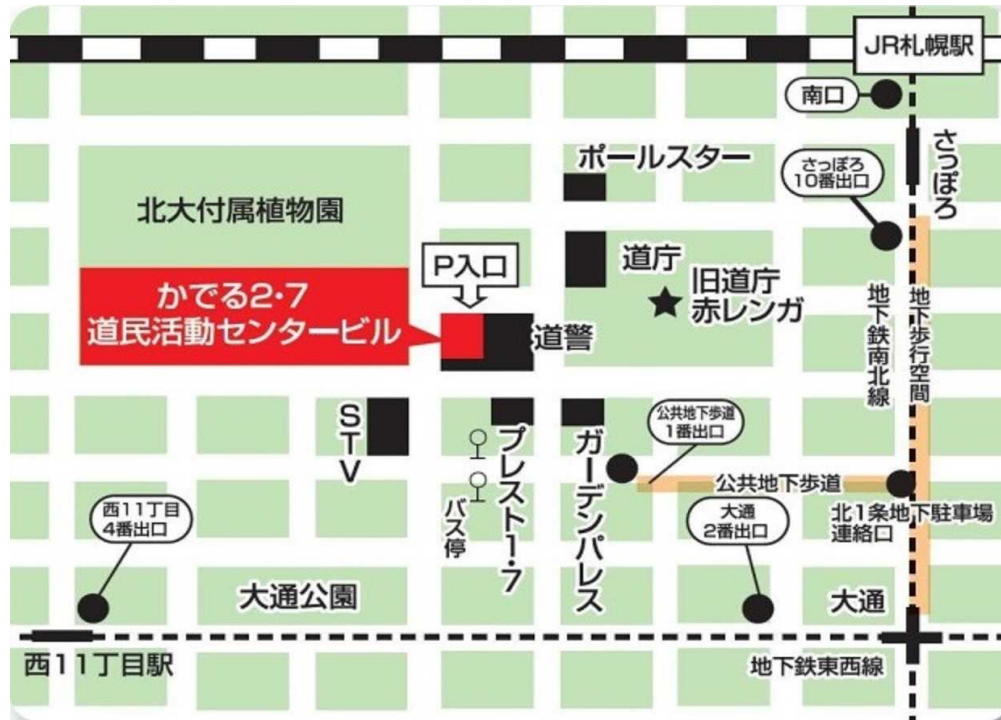 JR札幌駅
南口
さっぽろ
ポールスター
さっぽろ
10番出口
北大付属植物園
P入口
道庁
旧道庁
赤レンガ
かでる2・7
道民活動センタービル
道警
地下鉄南北線
地下歩行空間
STV
プレスト1・7
ガーデンパレス
公共地下歩道
1番出口
公共地下歩道
バス停
西11丁目
4番出口
大通
2番出口
北1条地下駐車場
連絡口
大通公園
大通
西11丁目駅
地下鉄東西線